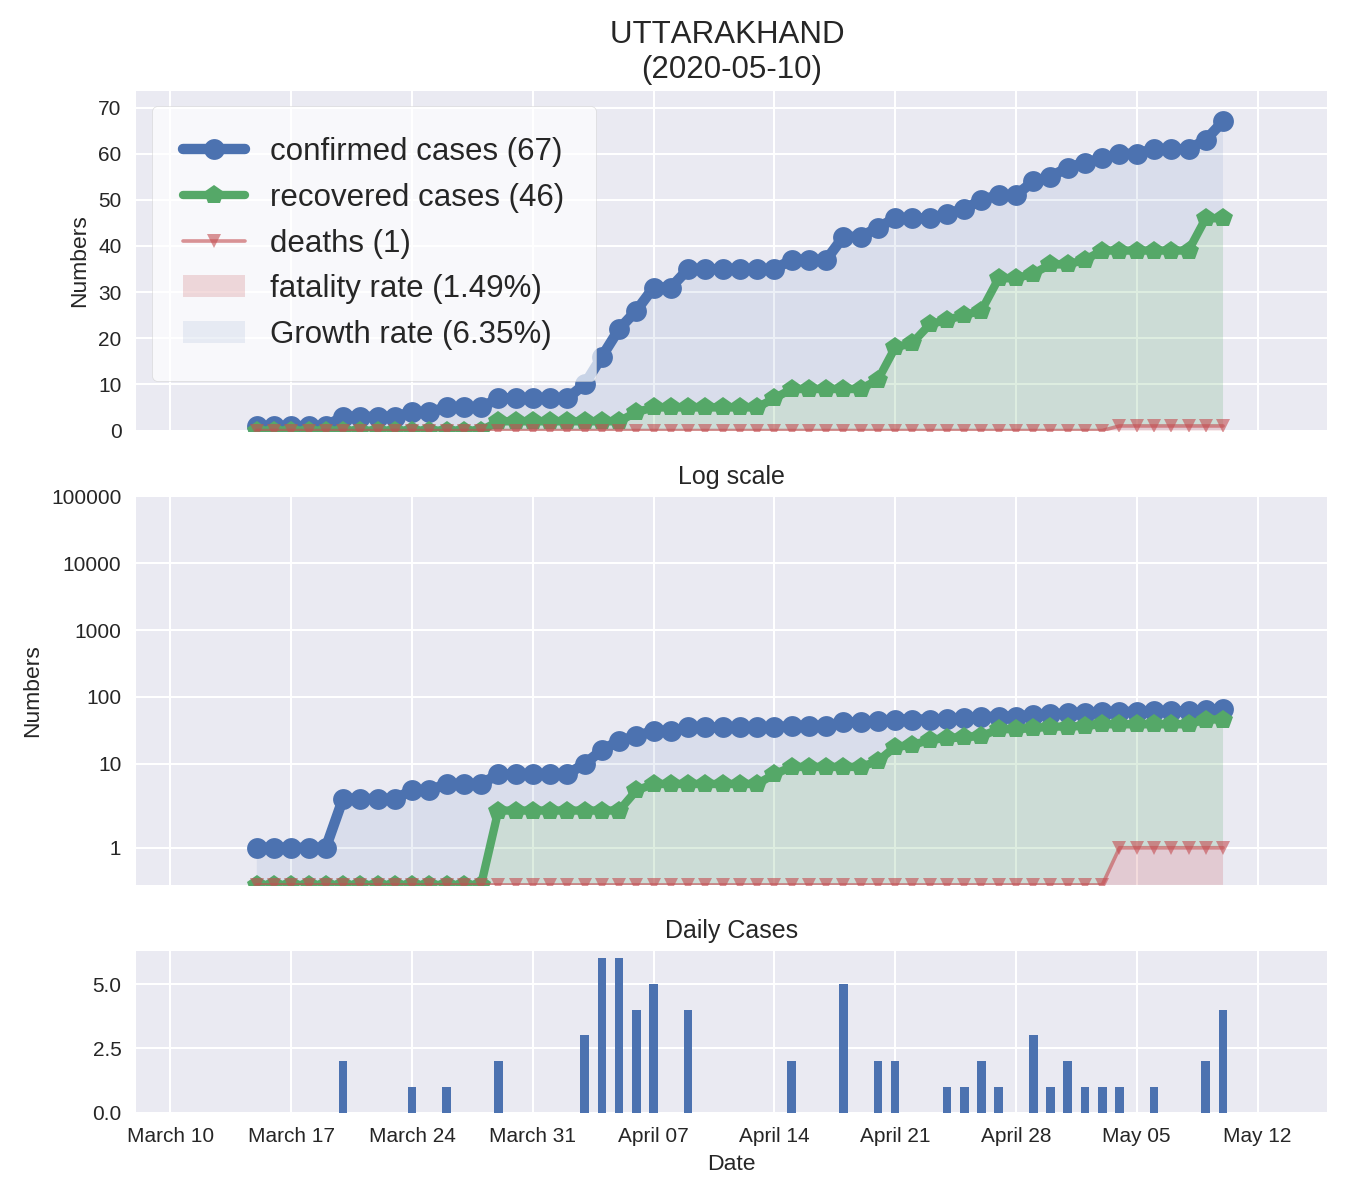 UTTARAKHAND
(2020-05-10)
70
60
50
40
30
20
10
0
Numbers
confirmed cases (67)
recovered cases (46)
deaths (1)
fatality rate (1.49%)
Growth rate (6.35%)
Log scale
100000
10000
1000
100
10
1
Numbers
Daily Cases
5.0
2.5
0.0
March 10 March 17 March 24 March 31 April 07 April 14 April 21 April 28 May 05 May 12
Date